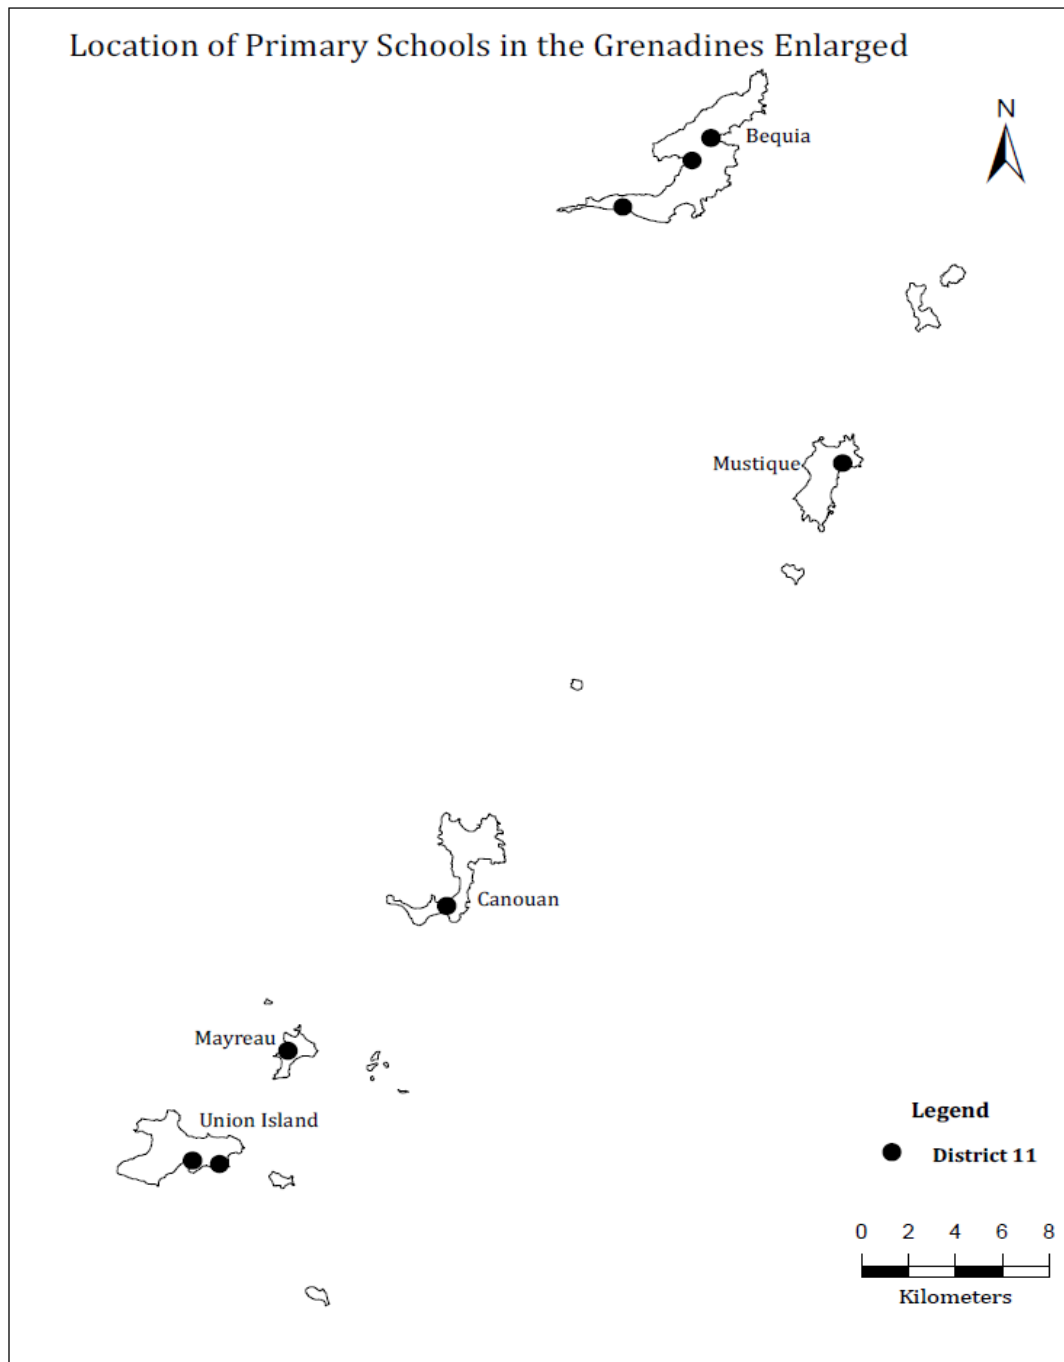 Location of Primary Schools in the Grenadines Enlarged
N
Bequia
Mustique
Canouan
Mayreau
Union Island
Legend
District 11
0 2 4 6 8
Kilometers